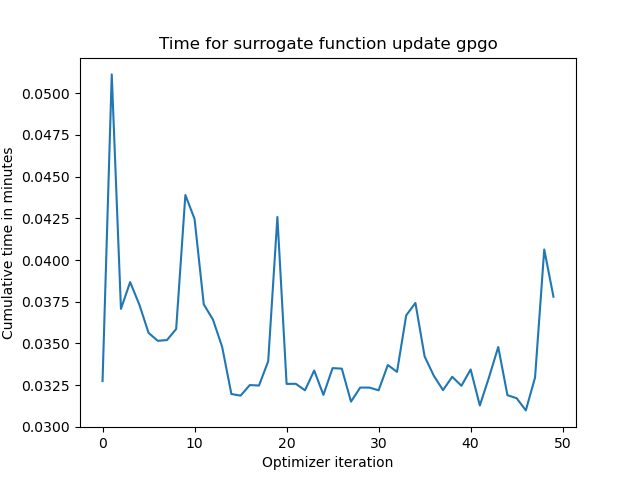 Time for surrogate function update gpgo
Cumulative time in minutes
0.0500
0.0475
0.0450
0.0425
0.0400
0.0375
0.0350
0.0325
0.0300
0 10 20 30 40 50
Optimizer iteration